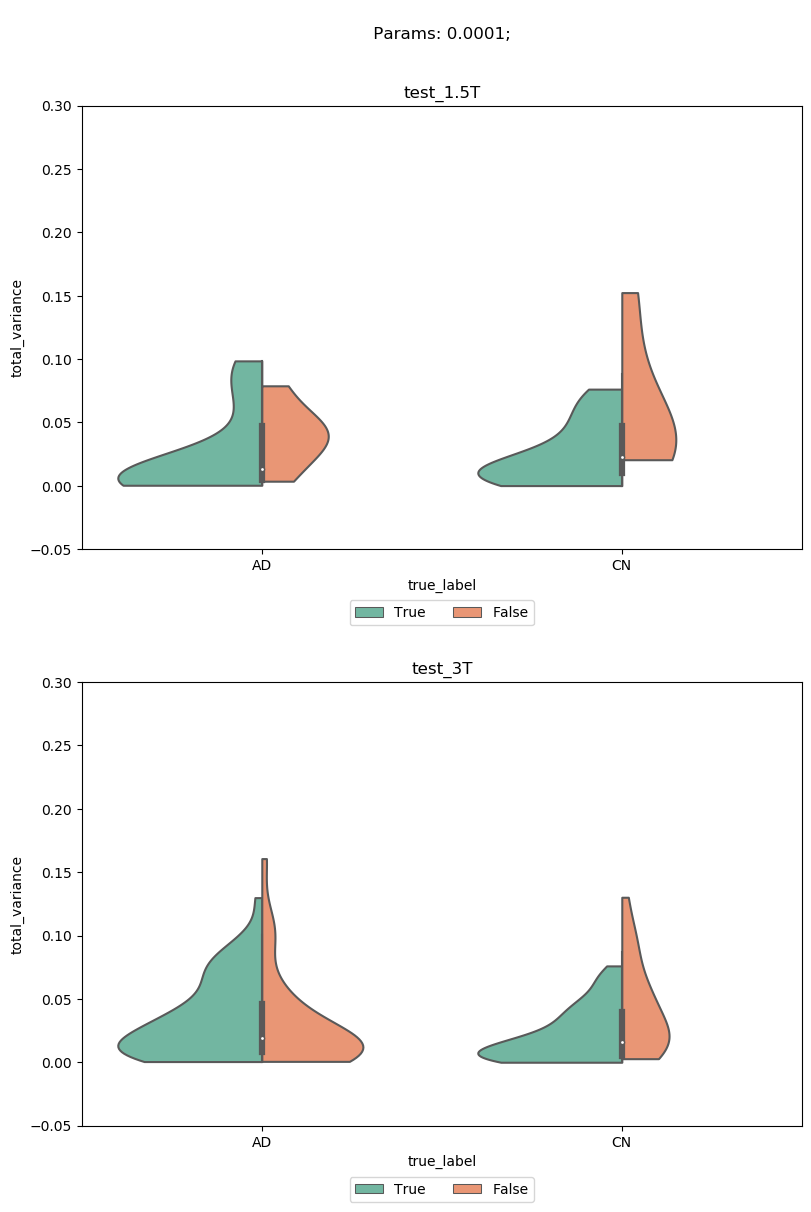 Params: 0.0001;
test_1.5T
0.30
0.25
0.20
0.15
0.10
0.05
0.00
−0.05
total_variance
AD CN
true_label
True False
test_3T
0.30
0.25
0.20
0.15
0.10
0.05
0.00
−0.05
total_variance
AD CN
true_label
True False